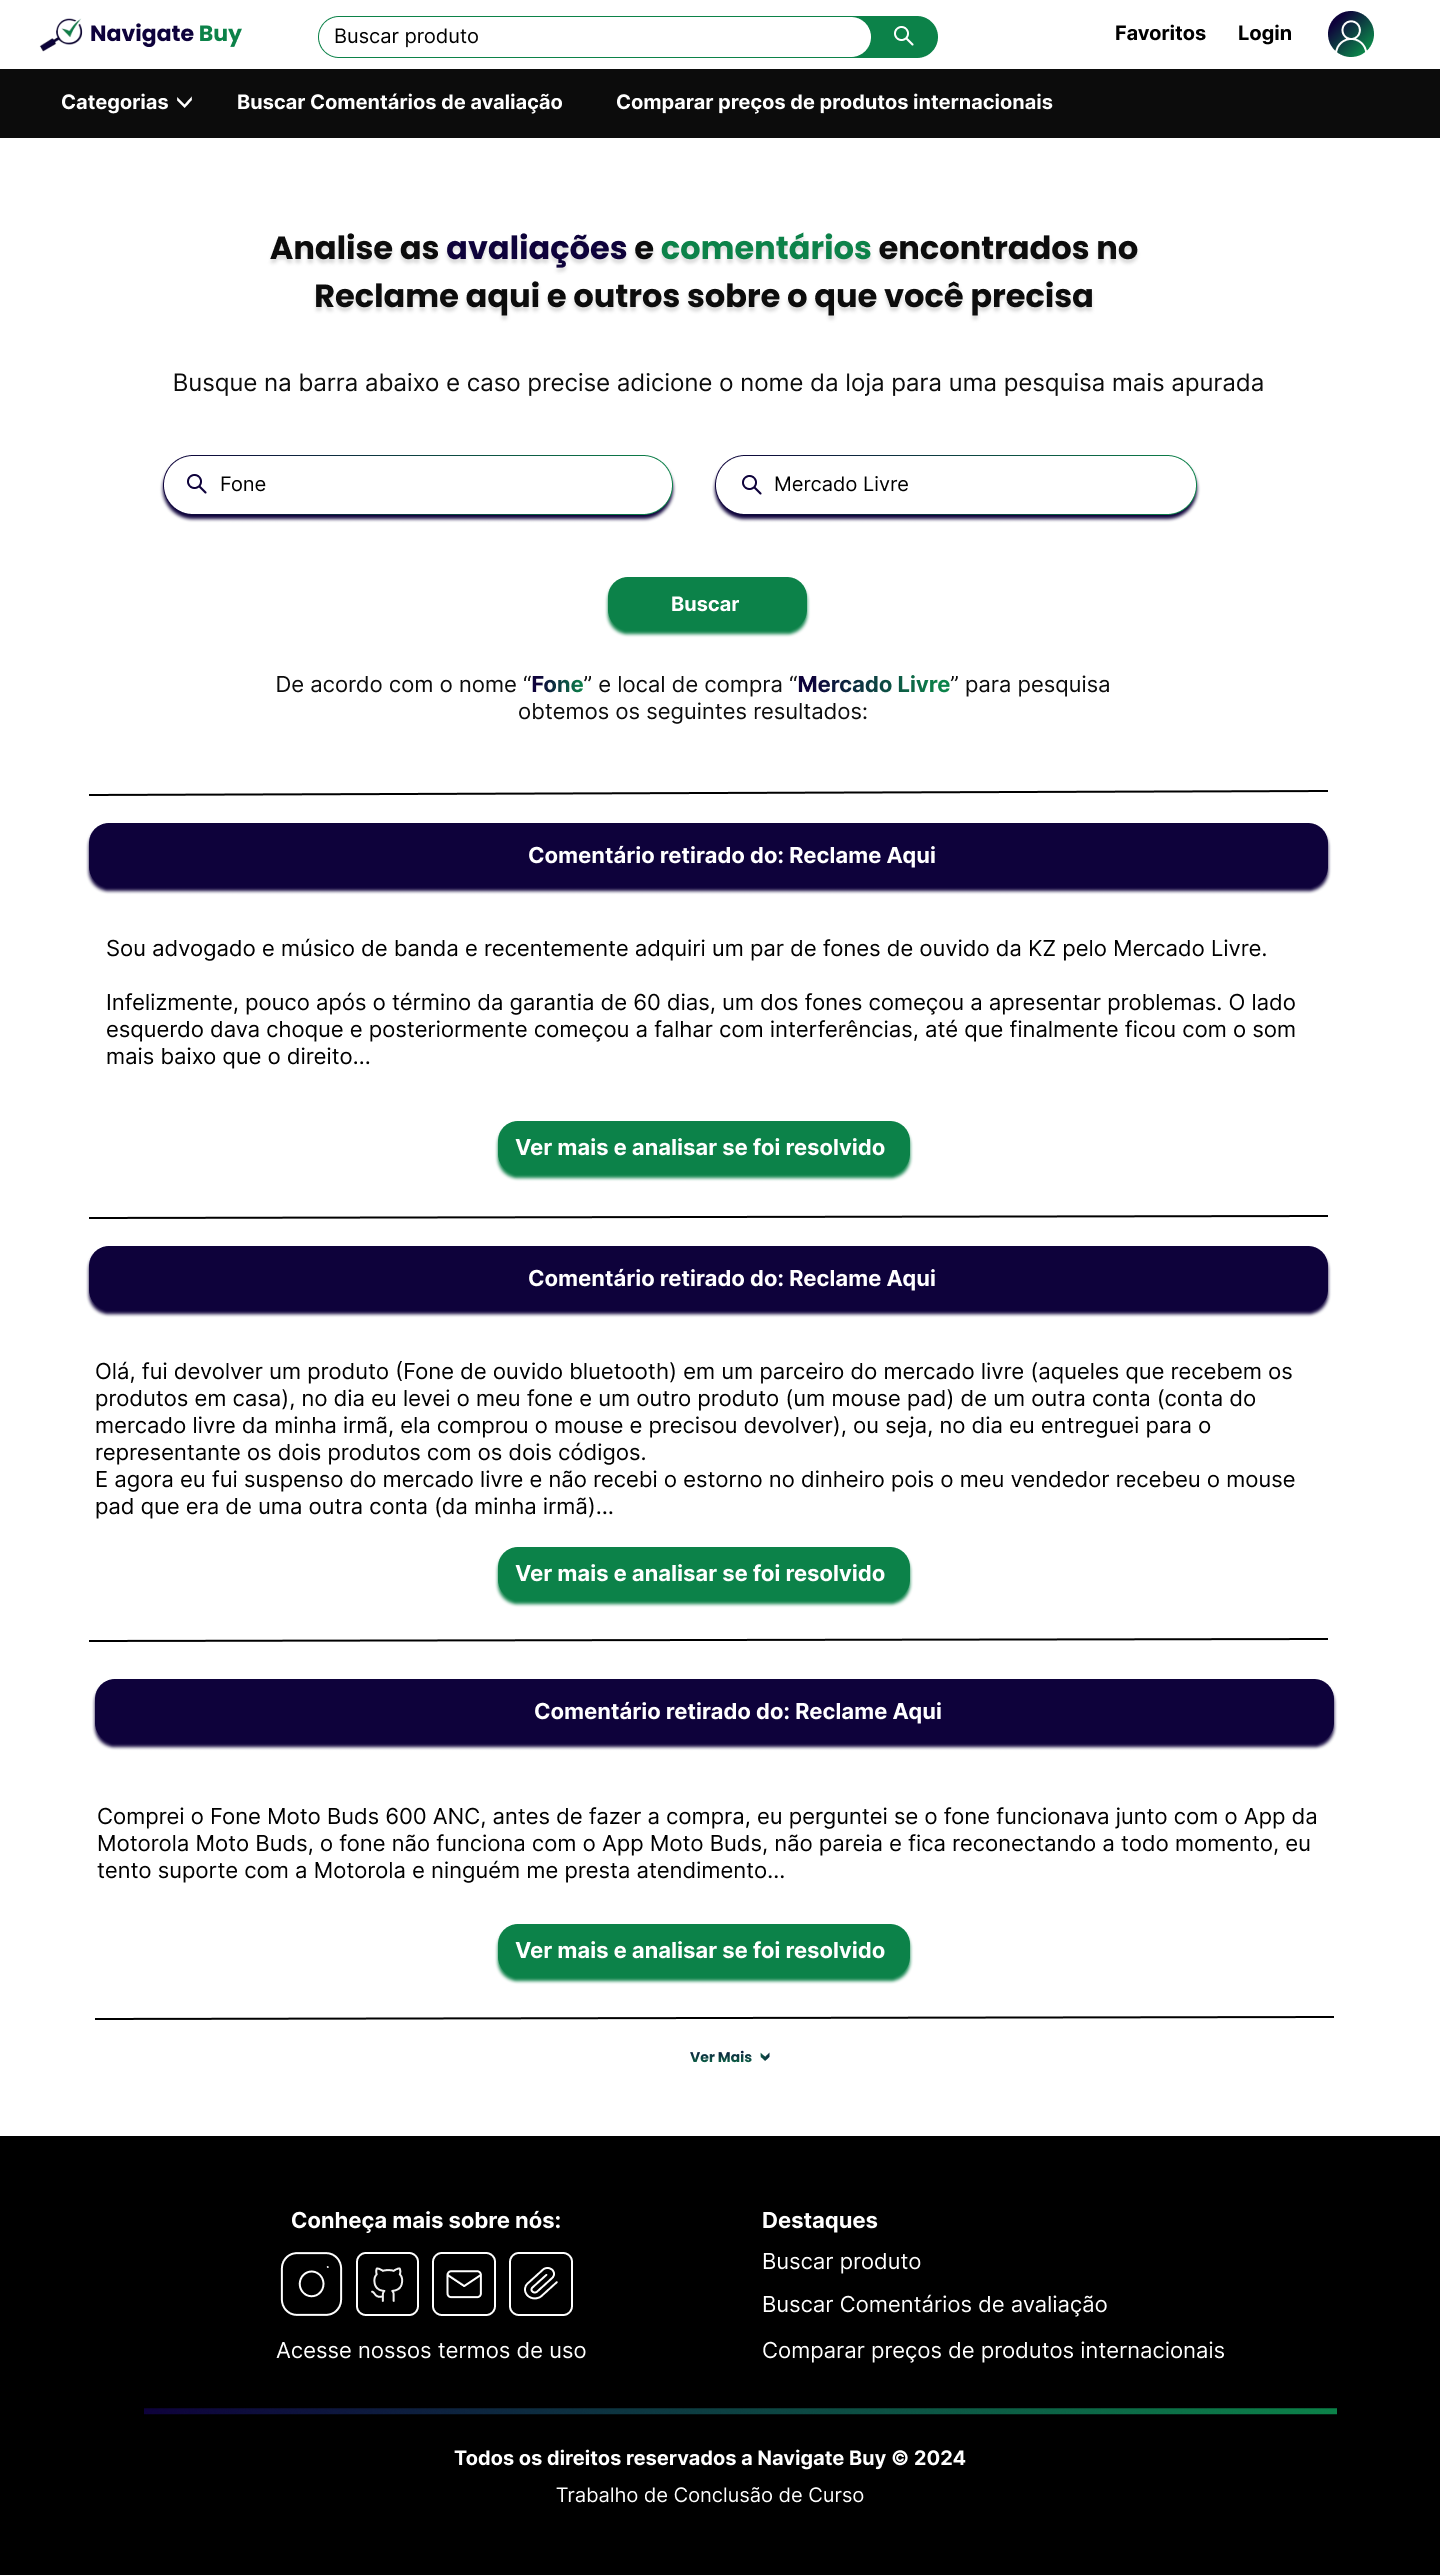 Navigate Buy
Buscar produto
Favoritos
Login
Categorias
Buscar Comentários de avaliação
Comparar preços de produtos internacionais
Analise as avaliações e comentários encontrados no
Reclame aqui e outros sobre o que você precisa
Busque na barra abaixo e caso precise adicione o nome da loja para uma pesquisa mais apurada
Fone
Mercado Livre
Buscar
De acordo com o nome “Fone” e local de compra “Mercado Livre” para pesquisa
obtemos os seguintes resultados:
Comentário retirado do: Reclame Aqui
Sou advogado e músico de banda e recentemente adquiri um par de fones de ouvido da KZ pelo Mercado Livre.
Infelizmente, pouco após o término da garantia de 60 dias, um dos fones começou a apresentar problemas. O lado
esquerdo dava choque e posteriormente começou a falhar com interferências, até que finalmente ficou com o som
mais baixo que o direito...
Ver mais e analisar se foi resolvido
Comentário retirado do: Reclame Aqui
Olá, fui devolver um produto (Fone de ouvido bluetooth) em um parceiro do mercado livre (aqueles que recebem os
produtos em casa), no dia eu levei o meu fone e um outro produto (um mouse pad) de um outra conta (conta do
mercado livre da minha irmã, ela comprou o mouse e precisou devolver), ou seja, no dia eu entreguei para o
representante os dois produtos com os dois códigos.
E agora eu fui suspenso do mercado livre e não recebi o estorno no dinheiro pois o meu vendedor recebeu o mouse
pad que era de uma outra conta (da minha irmã)...
Ver mais e analisar se foi resolvido
Comentário retirado do: Reclame Aqui
Comprei o Fone Moto Buds 600 ANC, antes de fazer a compra, eu perguntei se o fone funcionava junto com o App da
Motorola Moto Buds, o fone não funciona com o App Moto Buds, não pareia e fica reconectando a todo momento, eu
tento suporte com a Motorola e ninguém me presta atendimento...
Ver mais e analisar se foi resolvido
Ver Mais
Conheça mais sobre nós:
Acesse nossos termos de uso
Destaques
Buscar produto
Buscar Comentários de avaliação
Comparar preços de produtos internacionais
Todos os direitos reservados a Navigate Buy © 2024
Trabalho de Conclusão de Curso